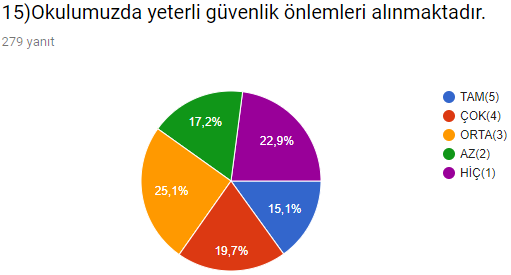 15)Okulumuzda yeterli güvenlik önlemleri alınmaktadır.
279 yanıt
TAM(5)
ÇOK(4)
ORTA(3)
AZ(2)
HİÇ(1)
17,2%
22,9%
25,1%
15,1%
19,7%